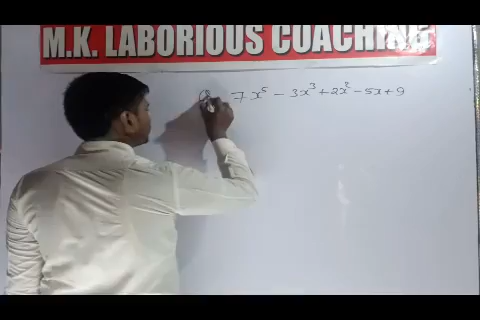 M.K. LABORIOUS COACHING
7x⁵ - 3x³ + 2x² - 5x + 9